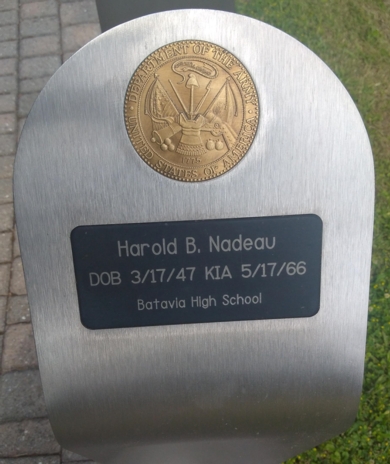 DEPARTMENT OF THE ARMY
UNITED STATES OF AMERICA
1775
Harold B. Nadeau
DOB 3/17/47 KIA 5/17/66
Batavia High School